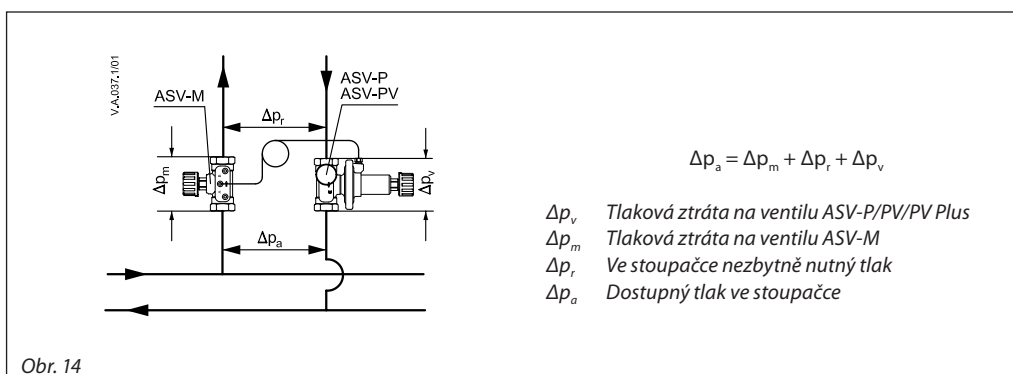 V.A.037.1/01
ASV-M
ASV-P
ASV-PV
Δpᵣ
Δpₘ
Δpᵥ
Δpₐ
Δpₐ = Δpₘ + Δpᵣ + Δpᵥ
Δpᵥ Tlaková ztráta na ventilu ASV-P/PV/PV Plus
Δpₘ Tlaková ztráta na ventilu ASV-M
Δpᵣ Ve stoupačce nezbytně nutný tlak
Δpₐ Dostupný tlak ve stoupačce
Obr. 14